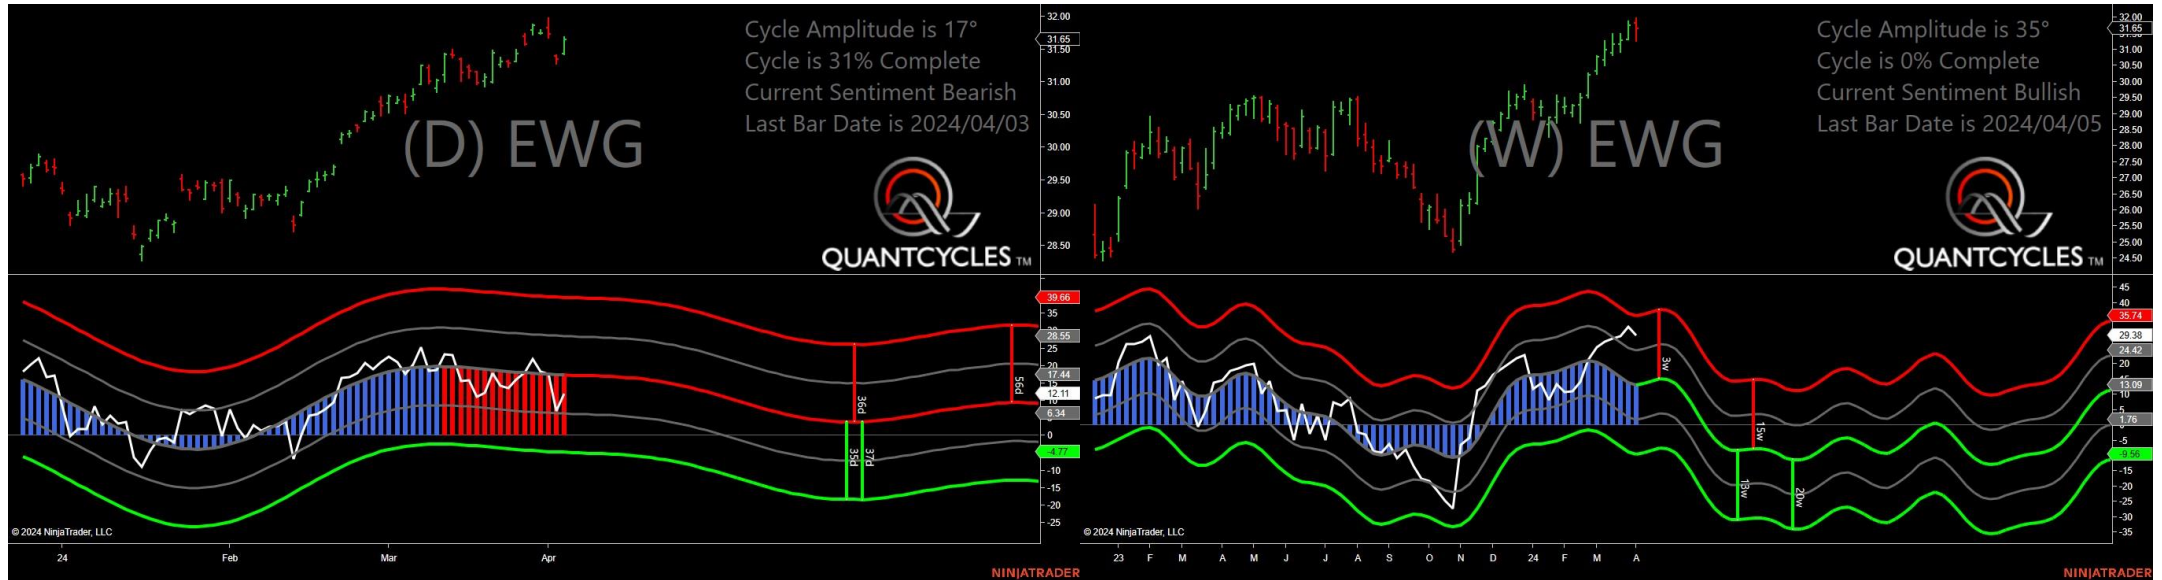 Cycle Amplitude is 17°
Cycle is 31% Complete
Current Sentiment Bearish
Last Bar Date is 2024/04/03
(D) EWG
QUANTCYCLES TM
32.00
31.65
31.50
31.00
30.50
30.00
29.50
29.00
28.50
39.66
35
28.55
25
20
17.44
15
12.11
10
6.34
0
-4.77
-10
-15
-20
-25
36d
56d
35d
37d
© 2024 NinjaTrader, LLC
24 Feb Mar Apr
NINJATRADER
Cycle Amplitude is 35°
Cycle is 0% Complete
Current Sentiment Bullish
Last Bar Date is 2024/04/05
(W) EWG
QUANTCYCLES TM
32.00
31.65
31.00
30.50
30.00
29.50
29.00
28.50
28.00
27.50
27.00
26.50
26.00
25.50
25.00
24.50
45
40
35.74
29.38
24.42
20
13.09
5
1.76
-5
-9.56
-15
-20
-25
-30
-35
3w
15w
13w
20w
© 2024 NinjaTrader, LLC
23 F M A M J J A S O N D 24 F M A
NINJATRADER